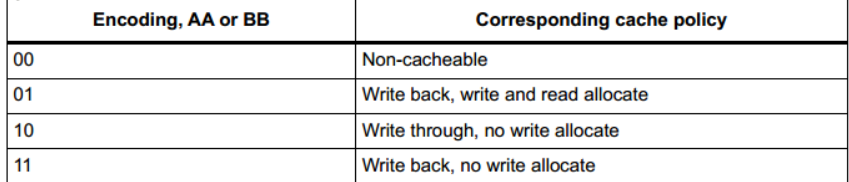 Encoding, AA or BB Corresponding cache policy
00 Non-cacheable
01 Write back, write and read allocate
10 Write through, no write allocate
11 Write back, no write allocate